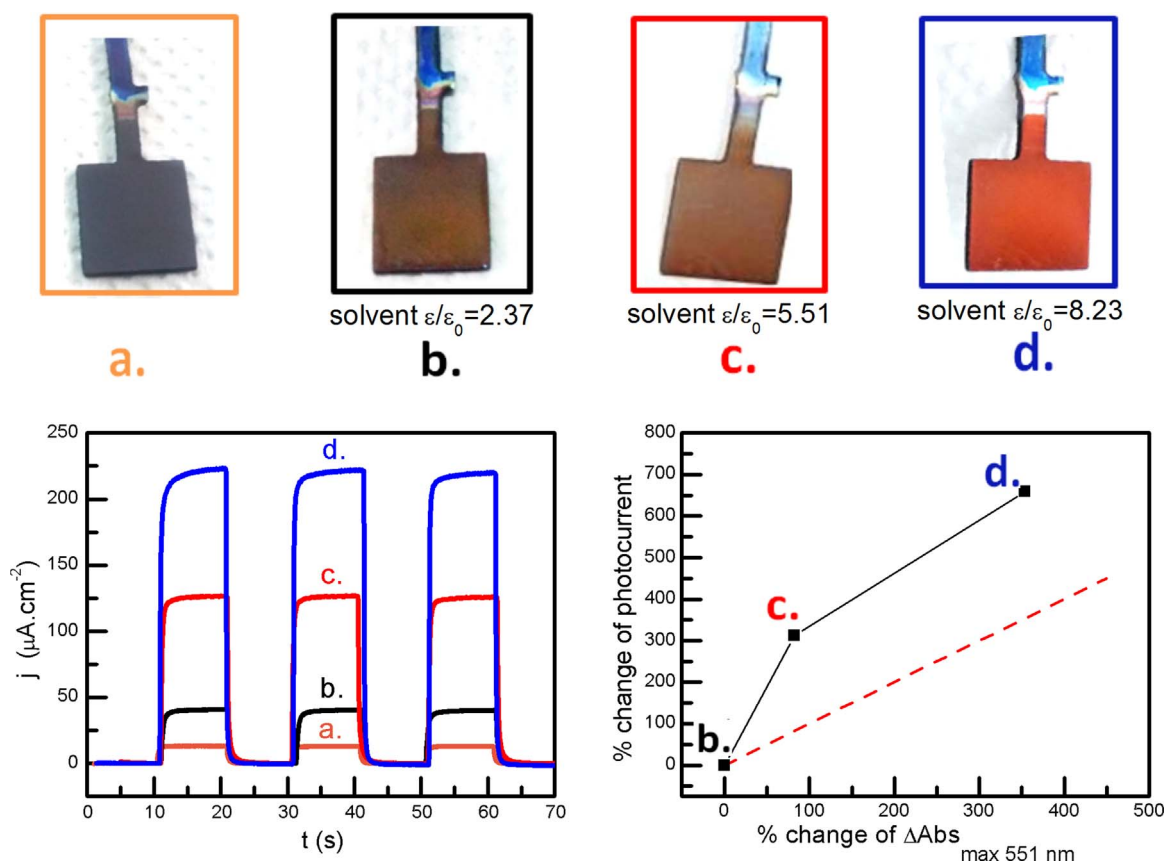 solvent ε/ε₀=2.37
solvent ε/ε₀=5.51
solvent ε/ε₀=8.23
a.
b.
c.
d.
250
200
150
100
50
0
j (μA.cm⁻²)
d.
c.
b.
a.
0 10 20 30 40 50 60 70
t (s)
800
700
600
500
400
300
200
100
0
% change of photocurrent
d.
c.
b.
0 100 200 300 400 500
% change of ΔAbs
max 551 nm